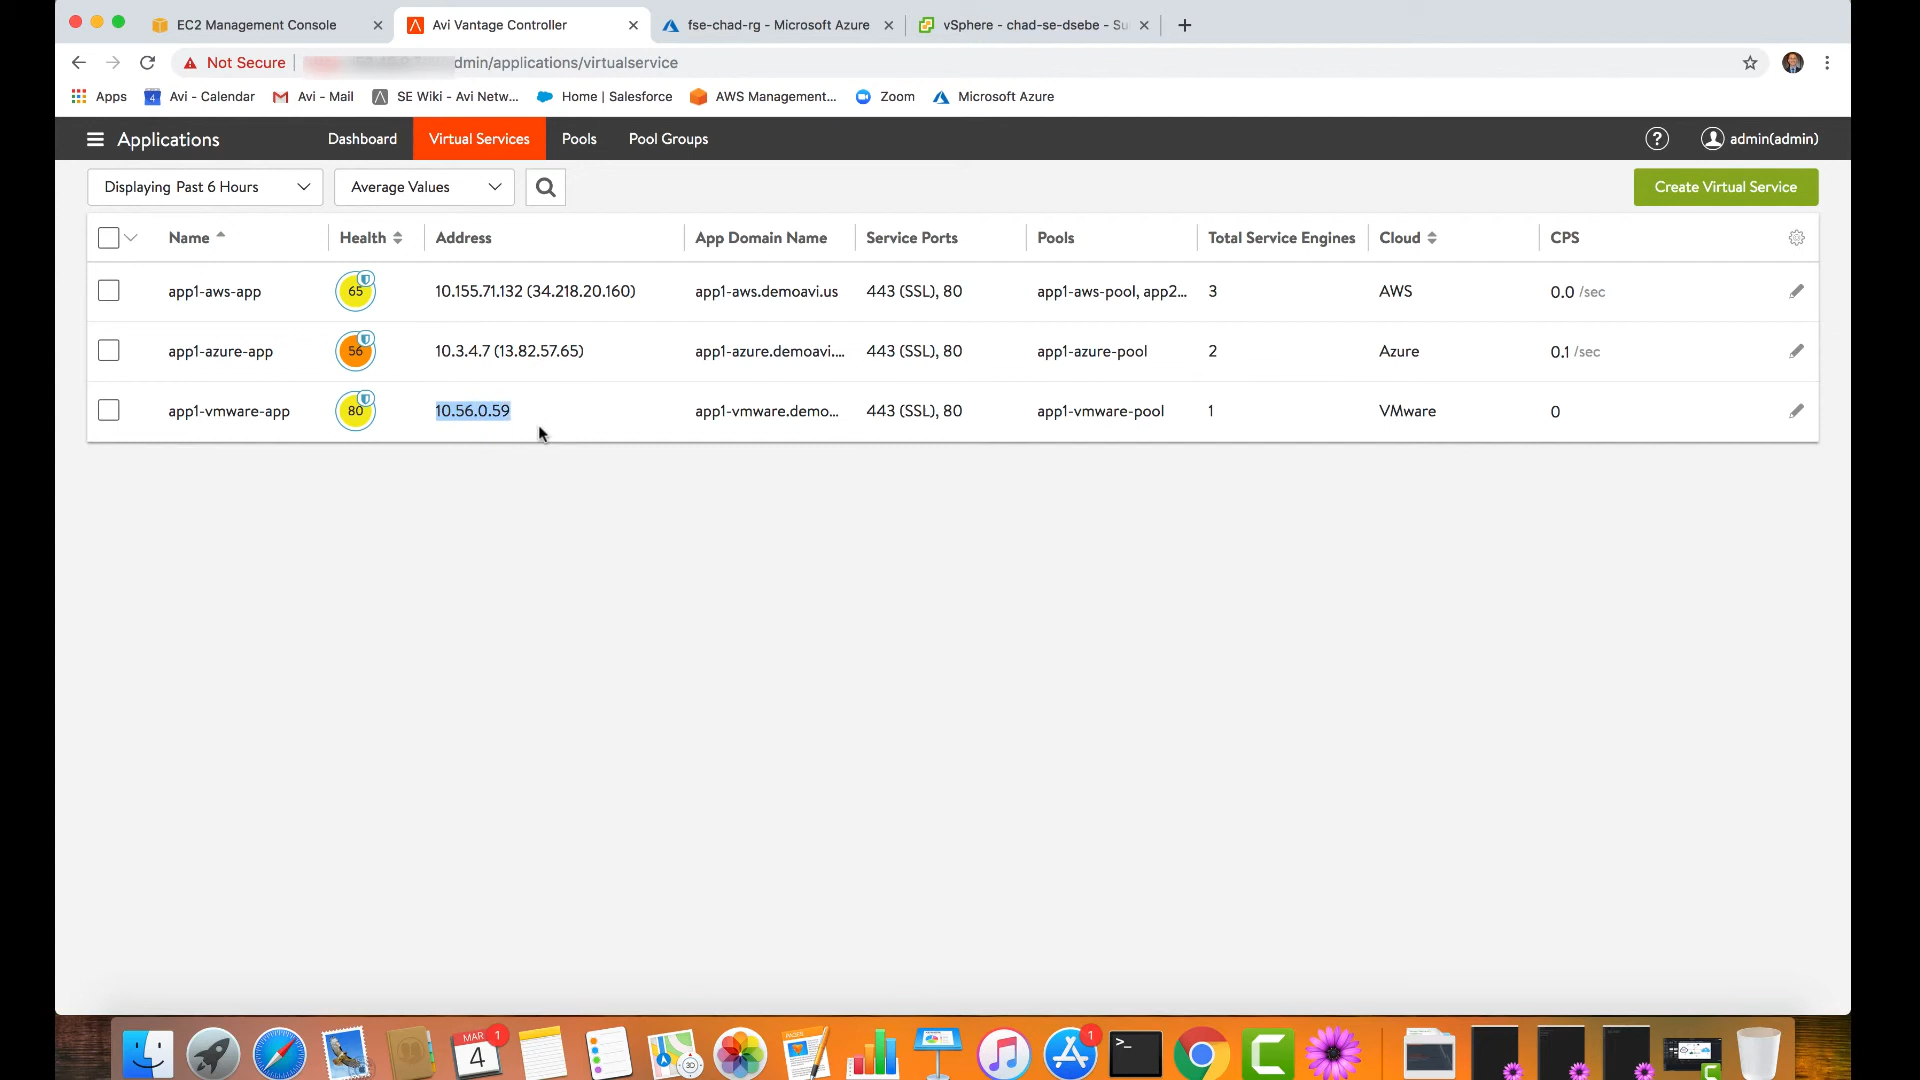 EC2 Management Console
Avi Vantage Controller
fse-chad-rg - Microsoft Azure
vSphere - chad-se-dsebe - Su
Not Secure
dmin/applications/virtualservice
Apps
4
Avi - Calendar
Avi - Mail
SE Wiki - Avi Netw...
Home | Salesforce
AWS Management...
Zoom
Microsoft Azure
Applications
Dashboard
Virtual Services
Pools
Pool Groups
?
admin(admin)
Displaying Past 6 Hours
Average Values
Create Virtual Service
Name Health Address App Domain Name Service Ports Pools Total Service Engines Cloud CPS
app1-aws-app 65 10.155.71.132 (34.218.20.160) app1-aws.demoavi.us 443 (SSL), 80 app1-aws-pool, app2... 3 AWS 0.0 /sec
app1-azure-app 56 10.3.4.7 (13.82.57.65) app1-azure.demoavi.... 443 (SSL), 80 app1-azure-pool 2 Azure 0.1 /sec
app1-vmware-app 80 10.56.0.59 app1-vmware.demo... 443 (SSL), 80 app1-vmware-pool 1 VMware 0
MAR
4
1
3D
PAGES
1
>_